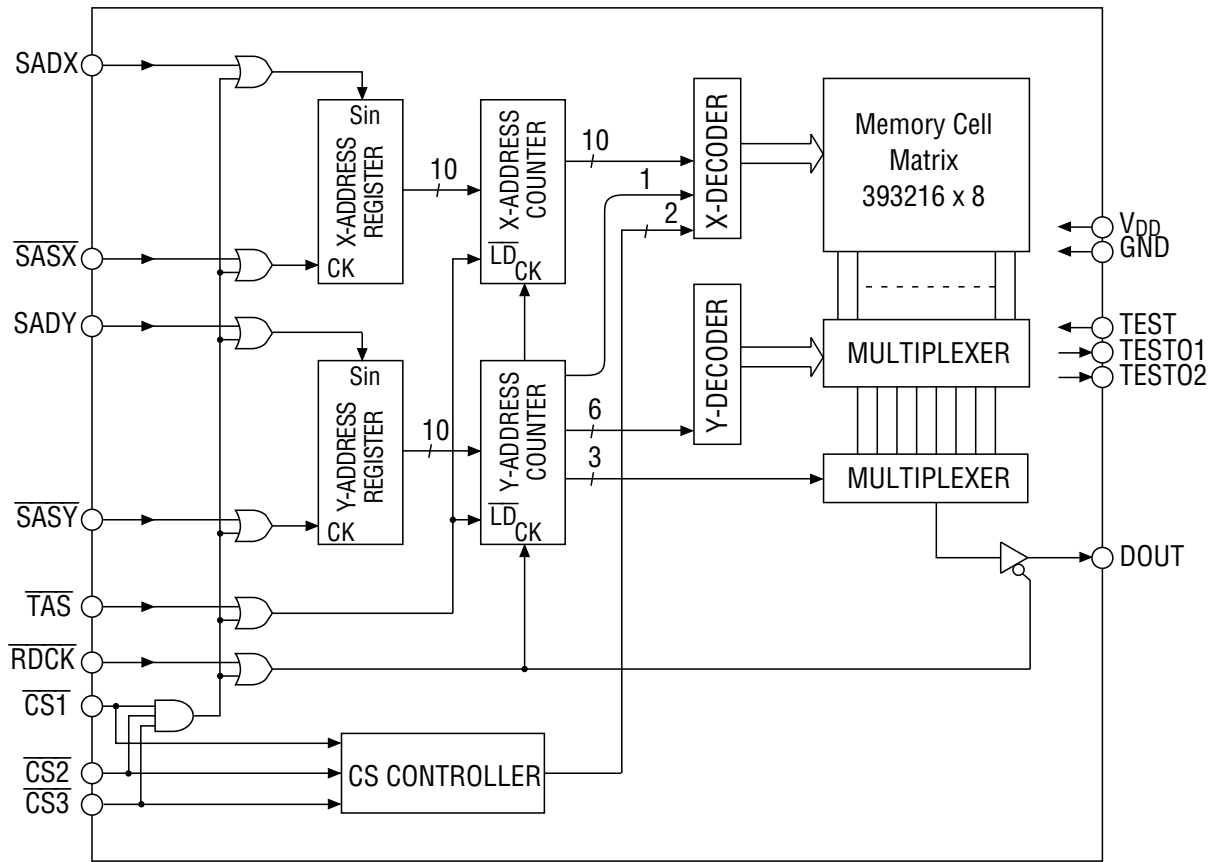 SADX
Sin
X-ADDRESS
REGISTER
CK
10
X-ADDRESS
COUNTER
LD
CK
10
1
2
X-DECODER
Memory Cell
Matrix
393216 x 8
VDD
GND
SASX
SADY
Sin
Y-ADDRESS
REGISTER
CK
10
Y-ADDRESS
COUNTER
LD
CK
6
3
Y-DECODER
MULTIPLEXER
MULTIPLEXER
TEST
TESTO1
TESTO2
SASY
DOUT
TAS
RDCK
CS1
CS2
CS3
CS CONTROLLER